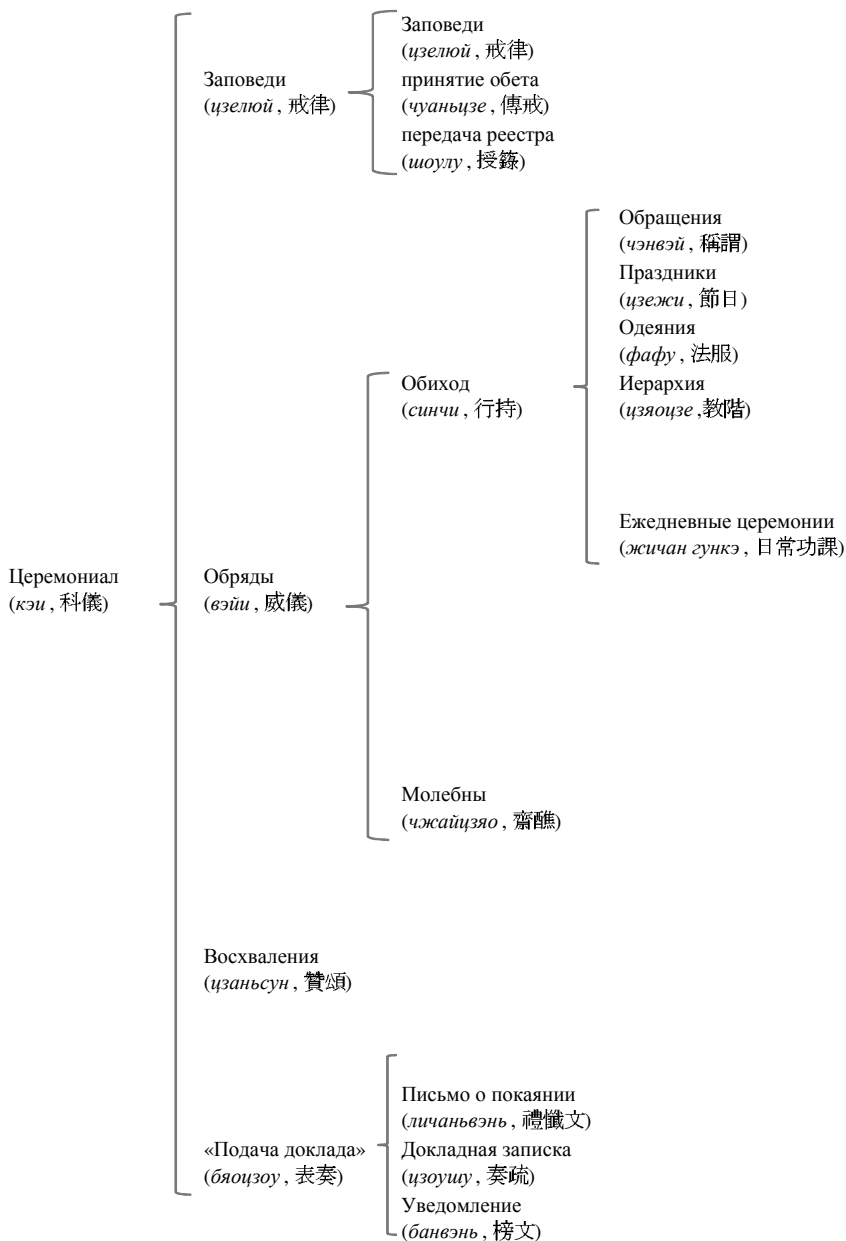 Церемониал
(кэи, 科儀)
Заповеди
(цзелюй, 戒律)
Заповеди
(цзелюй, 戒律)
принятие обета
(чуаньцзе, 傳戒)
передача реестра
(шоулу, 授籙)
Обряды
(вэйи, 威儀)
Обиход
(синчи, 行持)
Обращения
(чэнвэй, 稱謂)
Праздники
(цзежи, 節日)
Одеяния
(фафу, 法服)
Иерархия
(цзяоцзе ,教階)
Ежедневные церемонии
(жичан гункэ, 日常功課)
Молебны
(чжайцзяо, 齋醮)
Восхваления
(цзаньсун, 贊頌)
«Подача доклада»
(бяоцзоу, 表奏)
Письмо о покаянии
(личаньвэнь, 禮懺文)
Докладная записка
(цзоушу, 奏疏)
Уведомление
(банвэнь, 榜文)